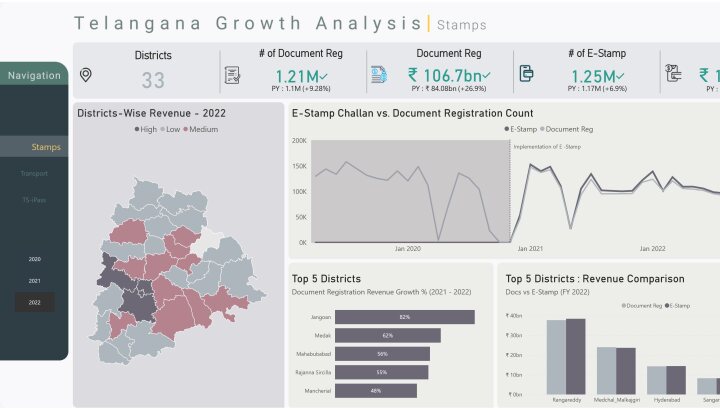 Telangana Growth Analysis | Stamps
Navigation
Stamps
Transport
TS-iPass
2020
2021
2022
Districts
33
# of Document Reg
1.21M✓
PY : 1.1M (+9.28%)
Document Reg
₹ 106.7bn✓
PY : ₹ 84.08bn (+26.9%)
# of E-Stamp
1.25M✓
PY : 1.17M (+6.9%)
₹ 1
PY :
Districts-Wise Revenue - 2022
High Low Medium
E-Stamp Challan vs. Document Registration Count
E-Stamp Document Reg
Implementation of E -Stamp
200K
150K
100K
50K
0K
Jan 2020 Jan 2021 Jan 2022
Top 5 Districts
Document Registration Revenue Growth % (2021 - 2022)
Jangoan 82%
Medak 62%
Mahabubabad 56%
Rajanna Sircilla 55%
Mancherial 48%
Top 5 Districts : Revenue Comparison
Docs vs E-Stamp (FY 2022)
Document Reg E-Stamp
₹ 40bn
₹ 30bn
₹ 20bn
₹ 10bn
₹ 0bn
Rangareddy Medchal_Malkajgiri Hyderabad Sangar